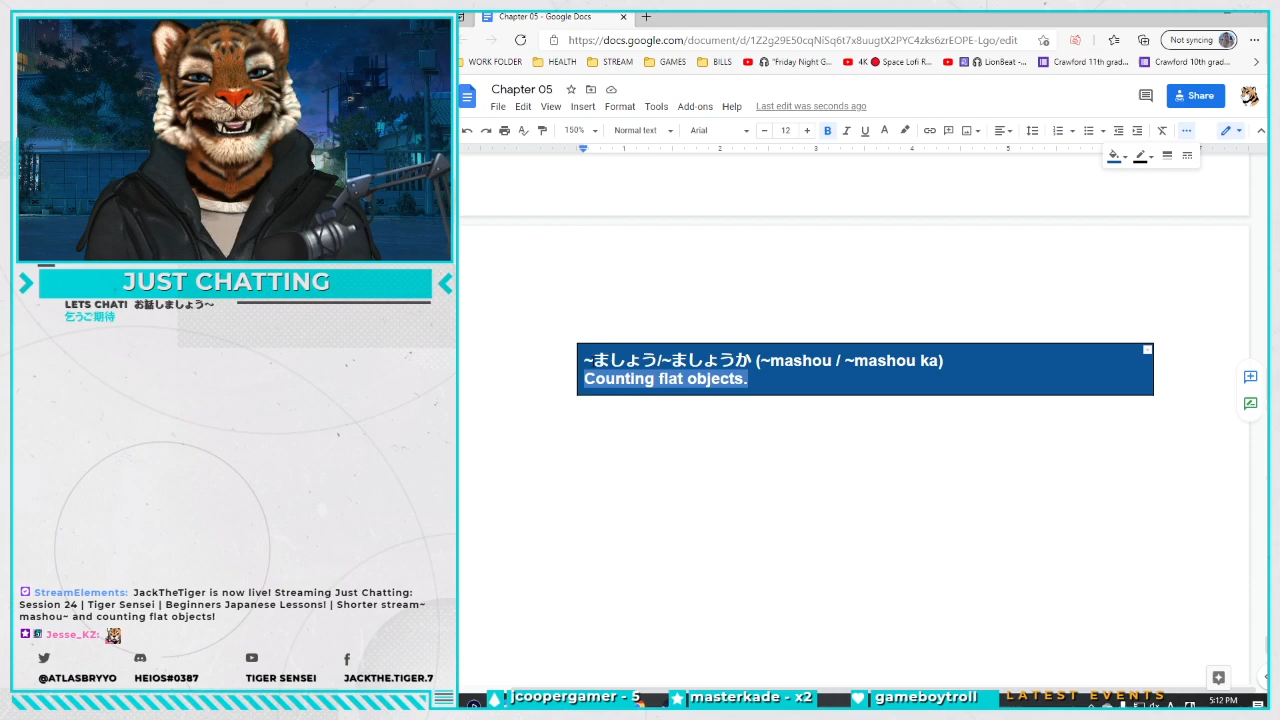 Chapter 05 - Google Docs
https://docs.google.com/document/d/1Z2g29E50cqNiSq6t7x8uugtX2PYC4zks6zrEOPE-Lgo/edit
Not syncing
WORK FOLDER HEALTH STREAM GAMES BILLS "Friday Night G... 4K Space Lofi R... LionBeat -... Crawford 11th grad... Crawford 10th grad...
Chapter 05
File Edit View Insert Format Tools Add-ons Help Last edit was seconds ago
Share
150% Normal text Arial 12 B I U A
1 2 3 4 5
JUST CHATTING
LETS CHAT! お話しましょう～
乞うご期待
~ましょう/~ましょうか (~mashou / ~mashou ka)
Counting flat objects.
StreamElements: JackTheTiger is now live! Streaming Just Chatting:
Session 24 | Tiger Sensei | Beginners Japanese Lessons! | Shorter stream~
mashou~ and counting flat objects!
Jesse_KZ:
@ATLASBRYYO HEIOS#0387 TIGER SENSEI JACKTHE.TIGER.7
jcoopergamer - 5 masterkade - x2 gameboytroll LATEST EVENTS
5:12 PM